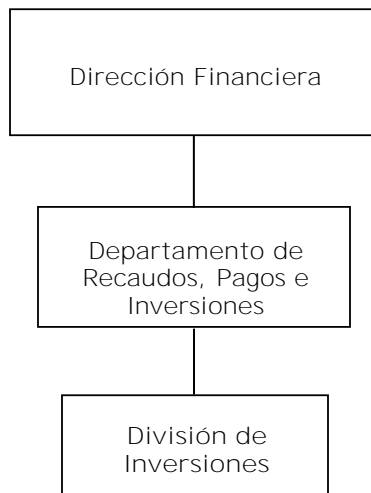 Dirección Financiera
Departamento de
Recaudos, Pagos e
Inversiones
División de
Inversiones